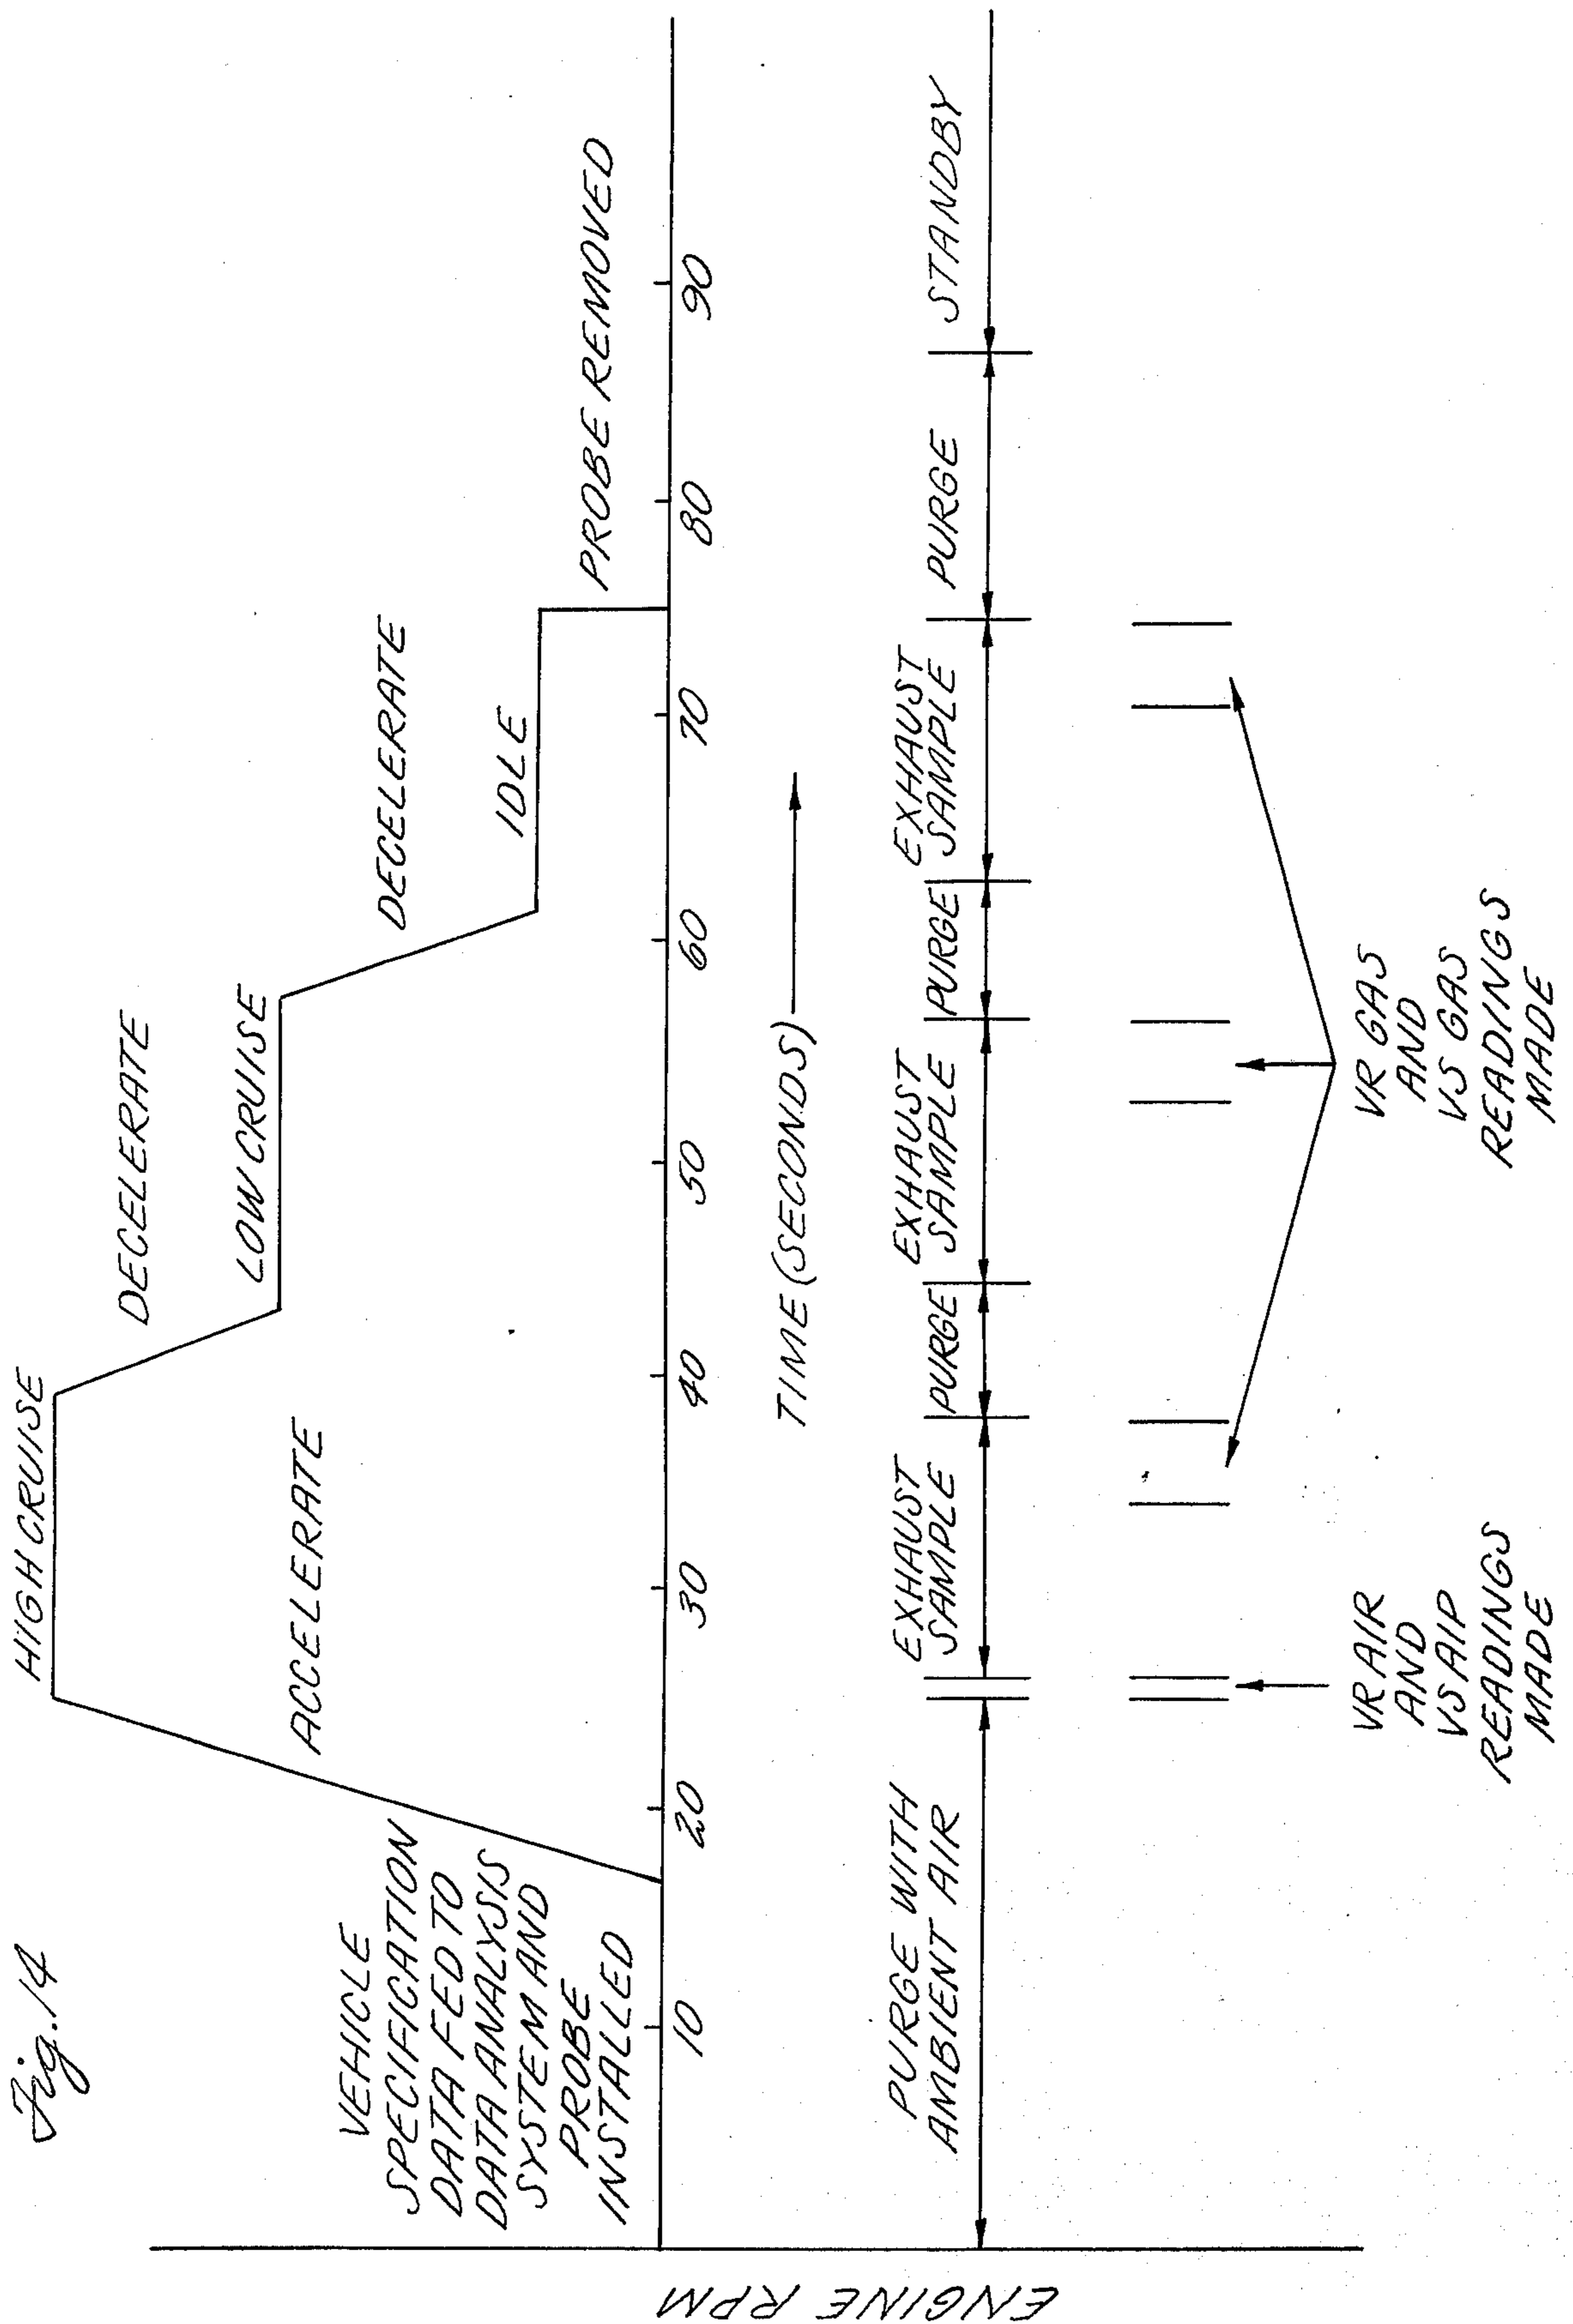 Fig. 14
HIGH CRUISE
DECELERATE
LOW CRUISE
DECELERATE
IDLE
ACCELERATE
VEHICLE
SPECIFICATION
DATA FED TO
DATA ANALYSIS
SYSTEM AND
PROBE
INSTALLED
PROBE REMOVED
ENGINE RPM
10
20
30
40
50
60
70
80
90
TIME (SECONDS)
PURGE WITH
AMBIENT AIR
EXHAUST
SAMPLE
PURGE
EXHAUST
SAMPLE
PURGE
EXHAUST
SAMPLE
PURGE
STANDBY
VR AIR
AND
VS AIR
READINGS
MADE
VR GAS
AND
VS GAS
READINGS
MADE